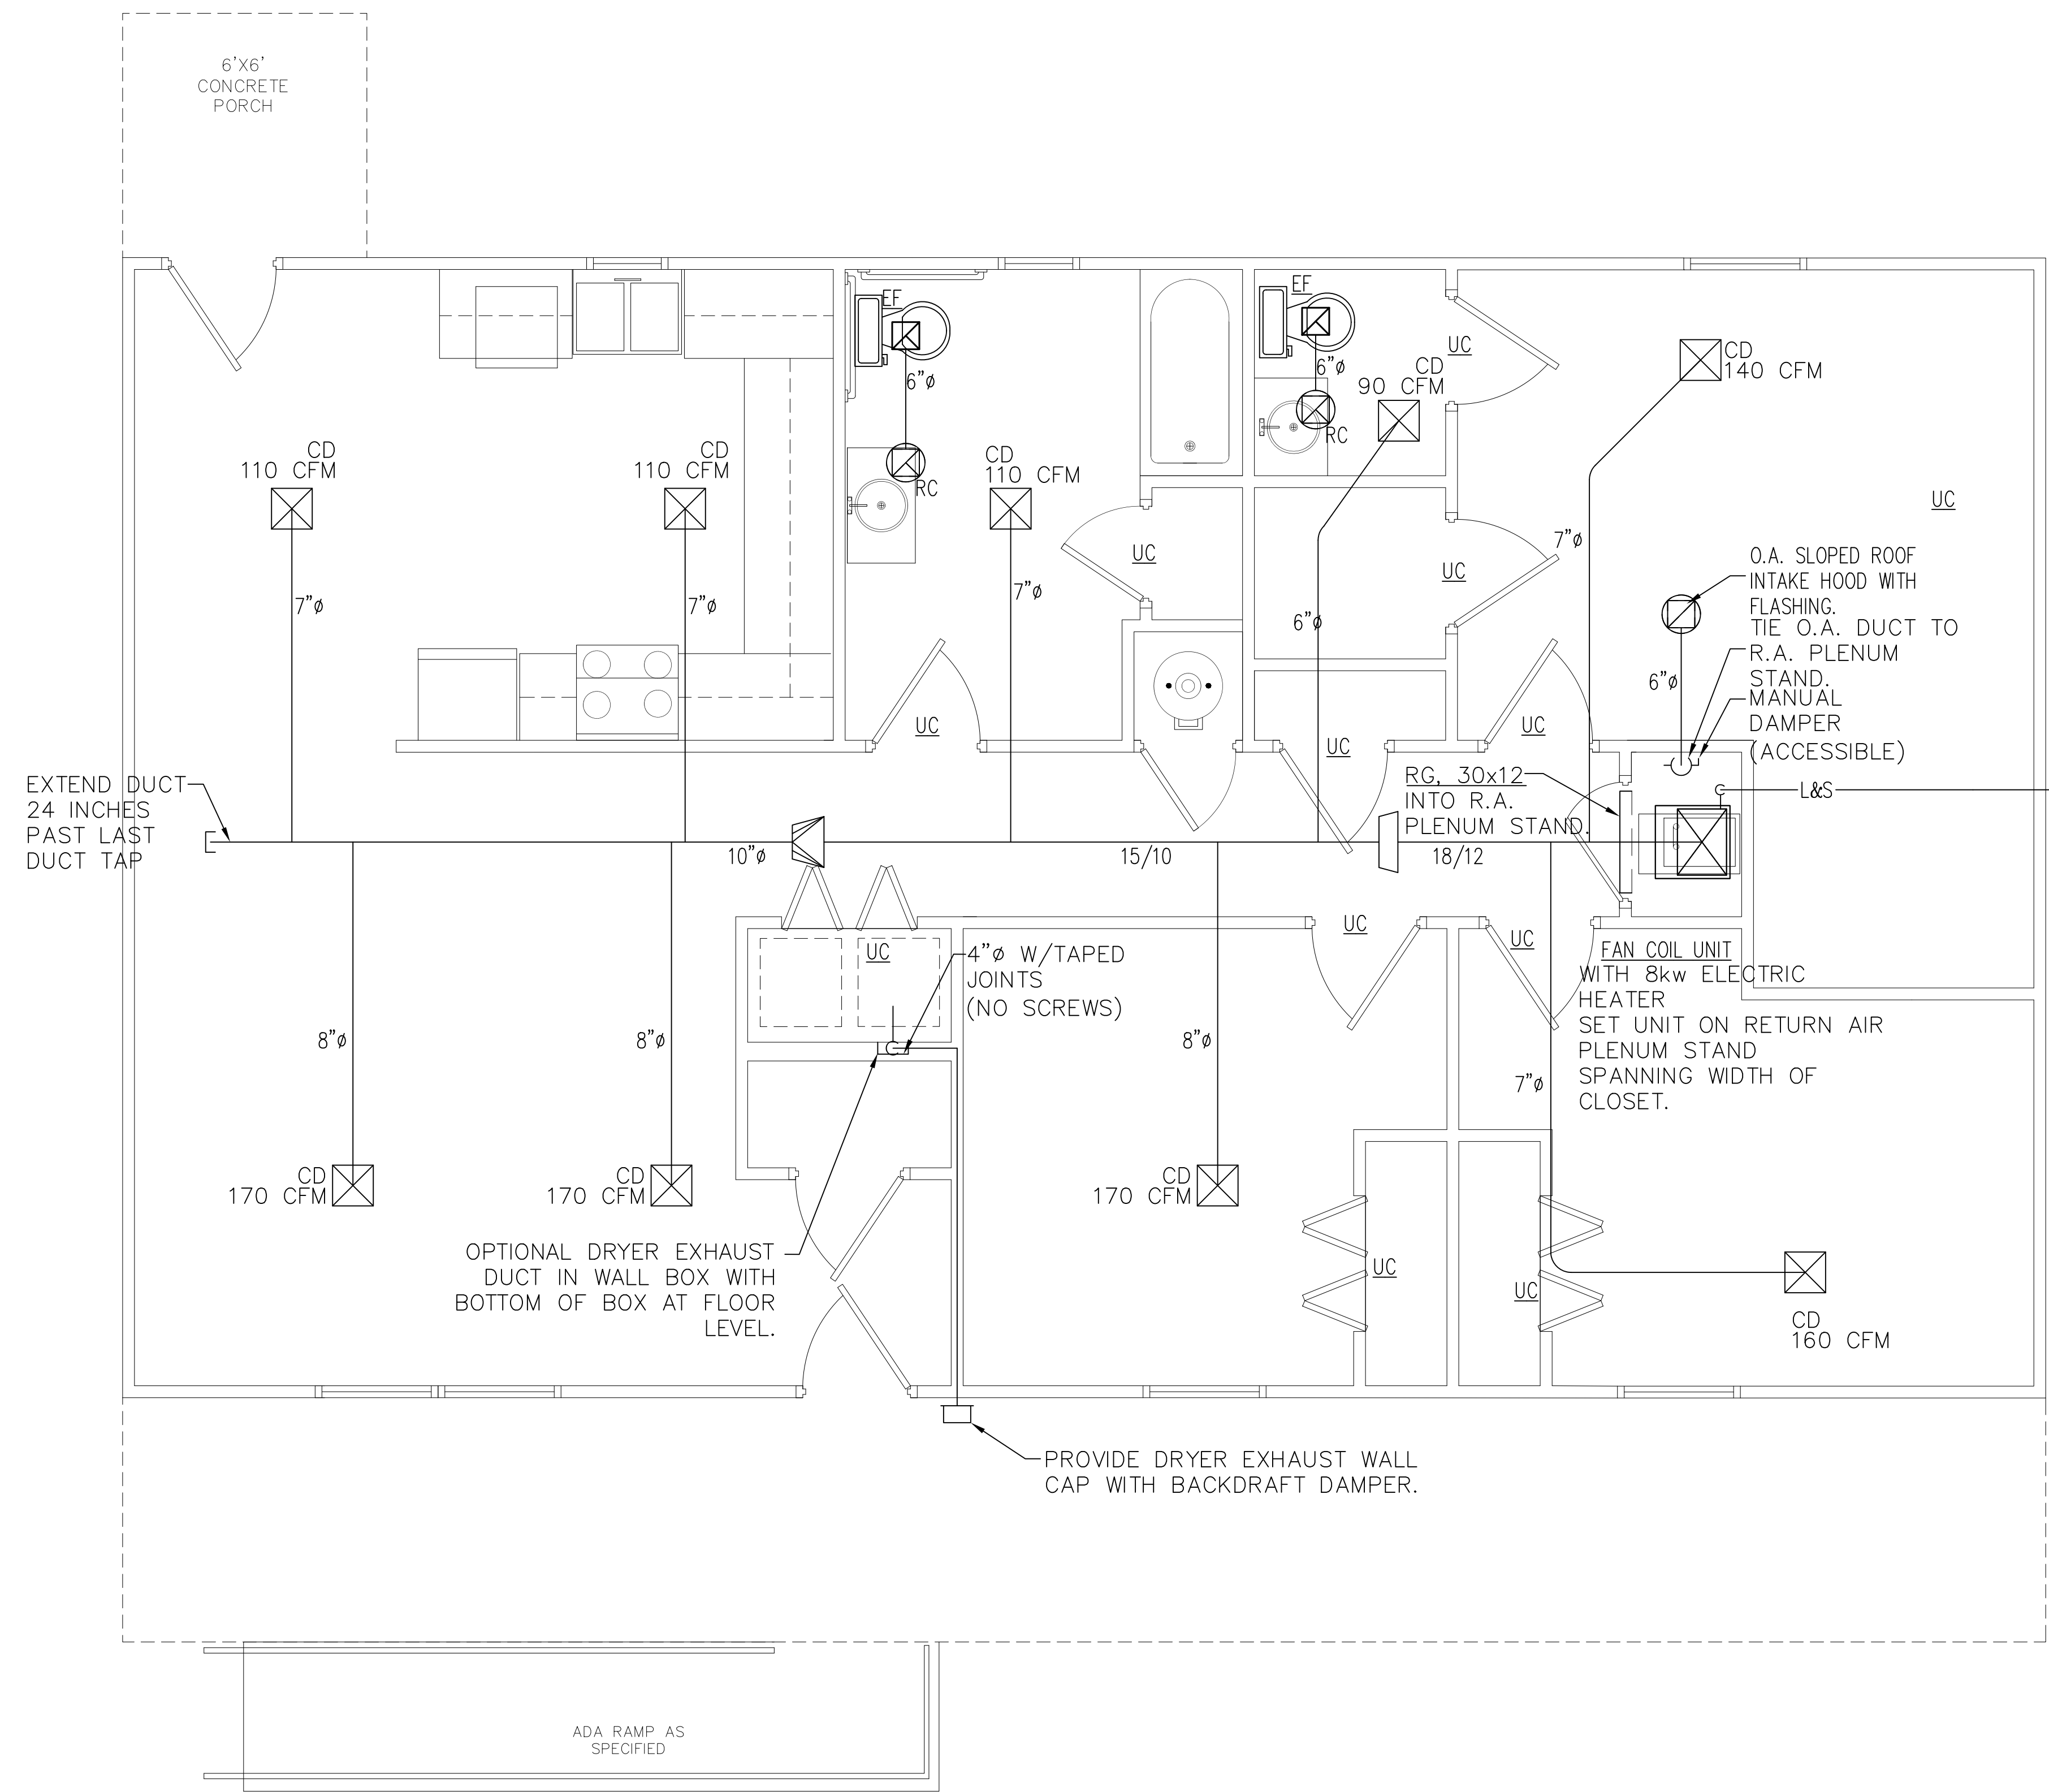 6'X6'
CONCRETE
PORCH
EF
EF
6"ø
6"ø
UC
CD
90 CFM
CD
140 CFM
RC
CD
110 CFM
CD
110 CFM
CD
110 CFM
RC
UC
7"ø
7"ø
7"ø
UC
UC
7"ø
6"ø
O.A. SLOPED ROOF
INTAKE HOOD WITH
FLASHING.
TIE O.A. DUCT TO
R.A. PLENUM
STAND.
6"ø
MANUAL
DAMPER
(ACCESSIBLE)
UC
UC
UC
EXTEND DUCT
24 INCHES
PAST LAST
DUCT TAP
RG, 30x12
INTO R.A.
PLENUM STAND.
L&S
10"ø
15/10
18/12
UC
UC
UC
4"ø W/TAPED
JOINTS
(NO SCREWS)
FAN COIL UNIT
WITH 8kw ELECTRIC
HEATER
SET UNIT ON RETURN AIR
PLENUM STAND
SPANNING WIDTH OF
CLOSET.
8"ø
8"ø
8"ø
7"ø
CD
170 CFM
CD
170 CFM
CD
170 CFM
OPTIONAL DRYER EXHAUST
DUCT IN WALL BOX WITH
BOTTOM OF BOX AT FLOOR
LEVEL.
UC
UC
CD
160 CFM
PROVIDE DRYER EXHAUST WALL
CAP WITH BACKDRAFT DAMPER.
ADA RAMP AS
SPECIFIED